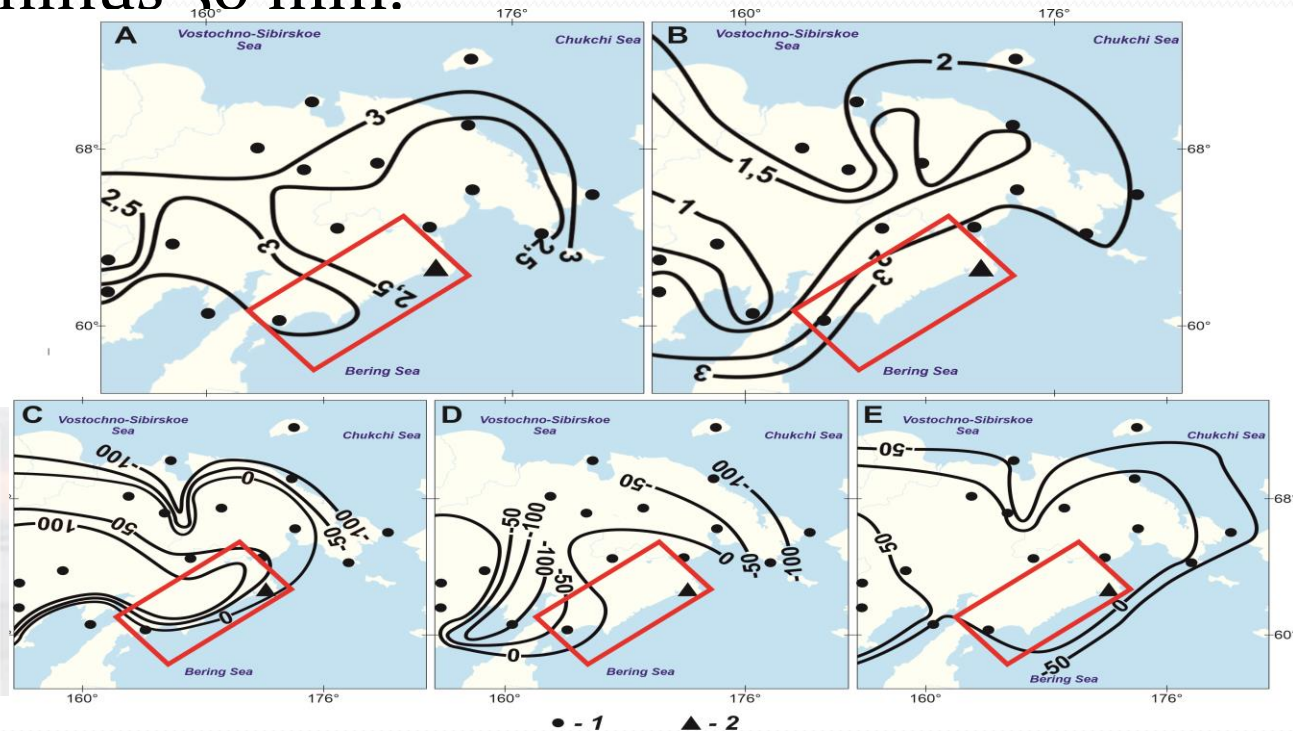 minus mm.
160° 176° 160° 176°
A
Vostochno-Sibirskoe
Sea
Chukchi Sea
3
68°
2,5
3
2,5
3
2,5
60°
Bering Sea
B
Vostochno-Sibirskoe
Sea
Chukchi Sea
2
68°
1,5
1
2
3
3
60°
Bering Sea
C
Vostochno-Sibirskoe
Sea
Chukchi Sea
-100
0
100
50
-100
-50
0
Bering Sea
160° 176°
D
Vostochno-Sibirskoe
Sea
Chukchi Sea
-100
-50
-50
-100
-100
-50
0
-50
-100
0
Bering Sea
160° 176°
E
Vostochno-Sibirskoe
Sea
Chukchi Sea
-50
68°
50
0
60°
-50
Bering Sea
160° 176°
- 1 - 2